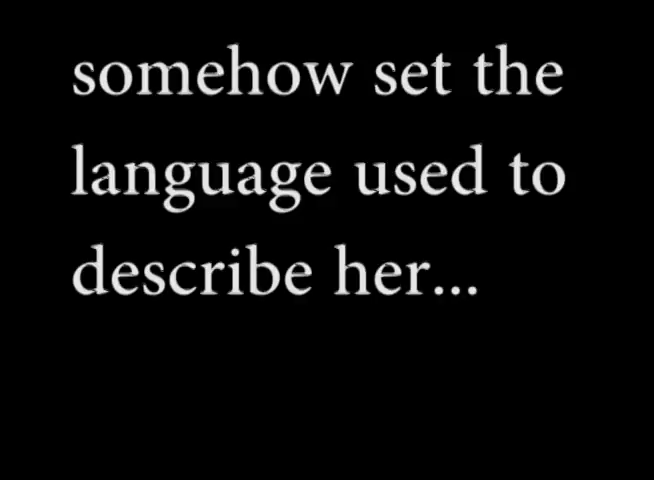 somehow set the
language used to
describe her...